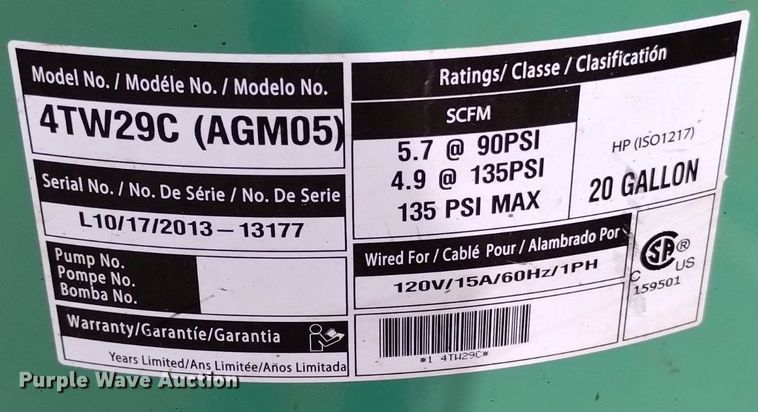 Model No. / Modéle No. / Modelo No.
4TW29C (AGM05)
Serial No. / No. De Série / No. De Serie
L10/17/2013-13177
Pump No.
Pompe No.
Bomba No.
Warranty/Garantíe/Garantia
Years Limited/Ans Limitée/Años Limitada
Ratings/ Classe / Clasification
SCFM
5.7 @ 90PSI
4.9 @ 135PSI
135 PSI MAX
HP (ISO1217)
20 GALLON
Wired For / Cablé Pour / Alambrado Por
120V/15A/60Hz/1PH
SA ®
C US
159501
*1 4TW29C*
Purple Wave Auction